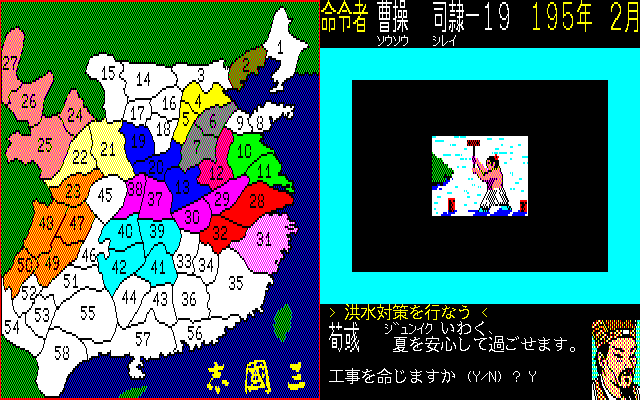 命令者 曹操 司隷-19 195年 2月
ソウソウ シレイ
1
27 15 14 3 2
26 24 17 16 4
25 18 5 6 9 8
22 21 19 7 10
23 20 12 11
45 38 37 13 29 28
48 47 40 39 30 32 31
50 49 46 42 41 33 34
52 51 44 43 36 35
54 53 55 57 56
58
志 國 三
> 洪水対策を行なう <
荀彧 ジュンイク いわく、
夏を安心して過ごせます。
工事を命じますか (Y/N) ? Y